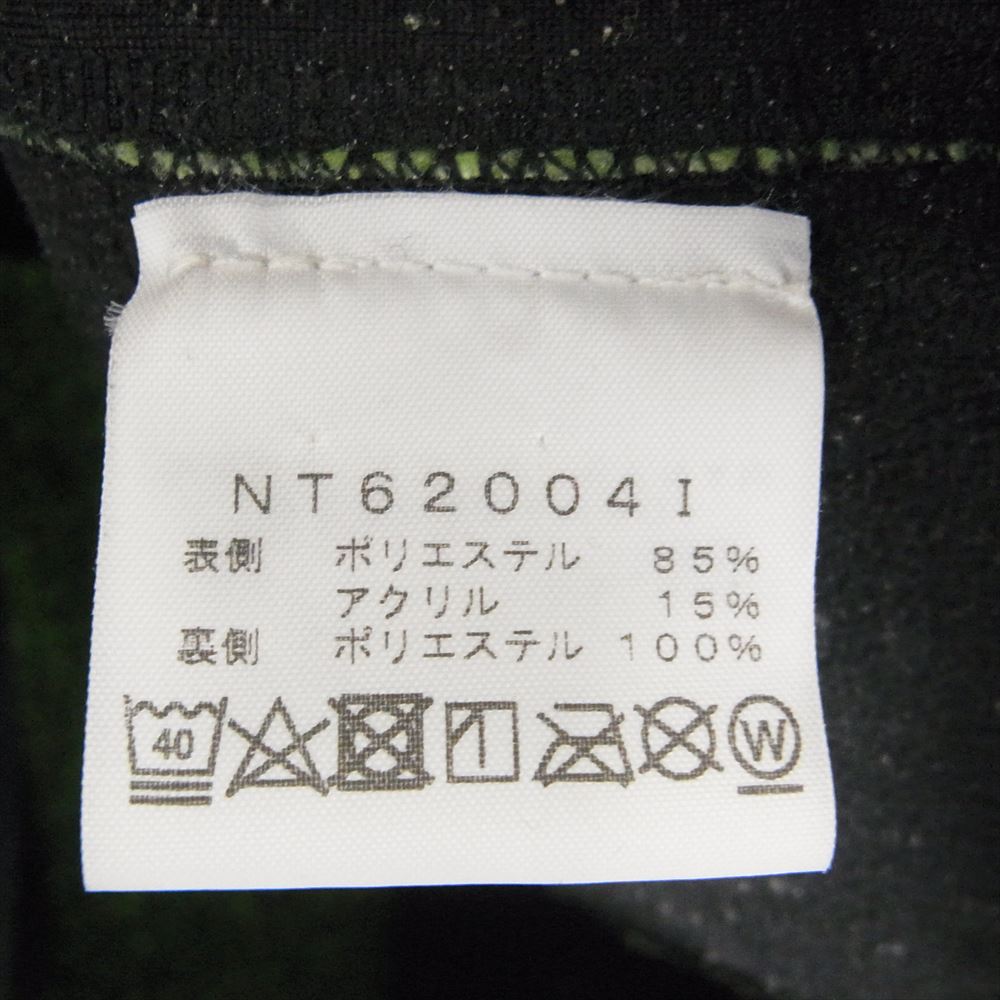 NT62004I
表側 ポリエステル 85%
アクリル 15%
裏側 ポリエステル 100%
40 W